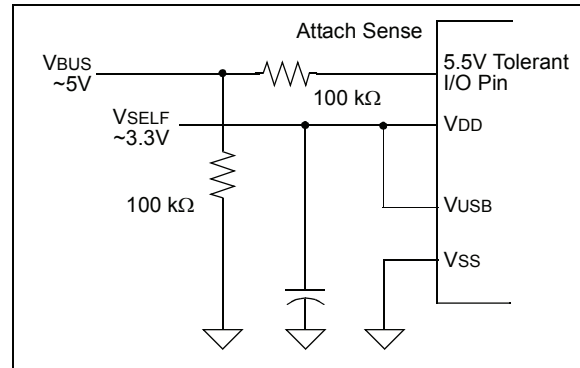 Attach Sense
VBUS
~5V
100 kΩ
5.5V Tolerant
I/O Pin
VSELF
~3.3V
VDD
100 kΩ
VUSB
VSS